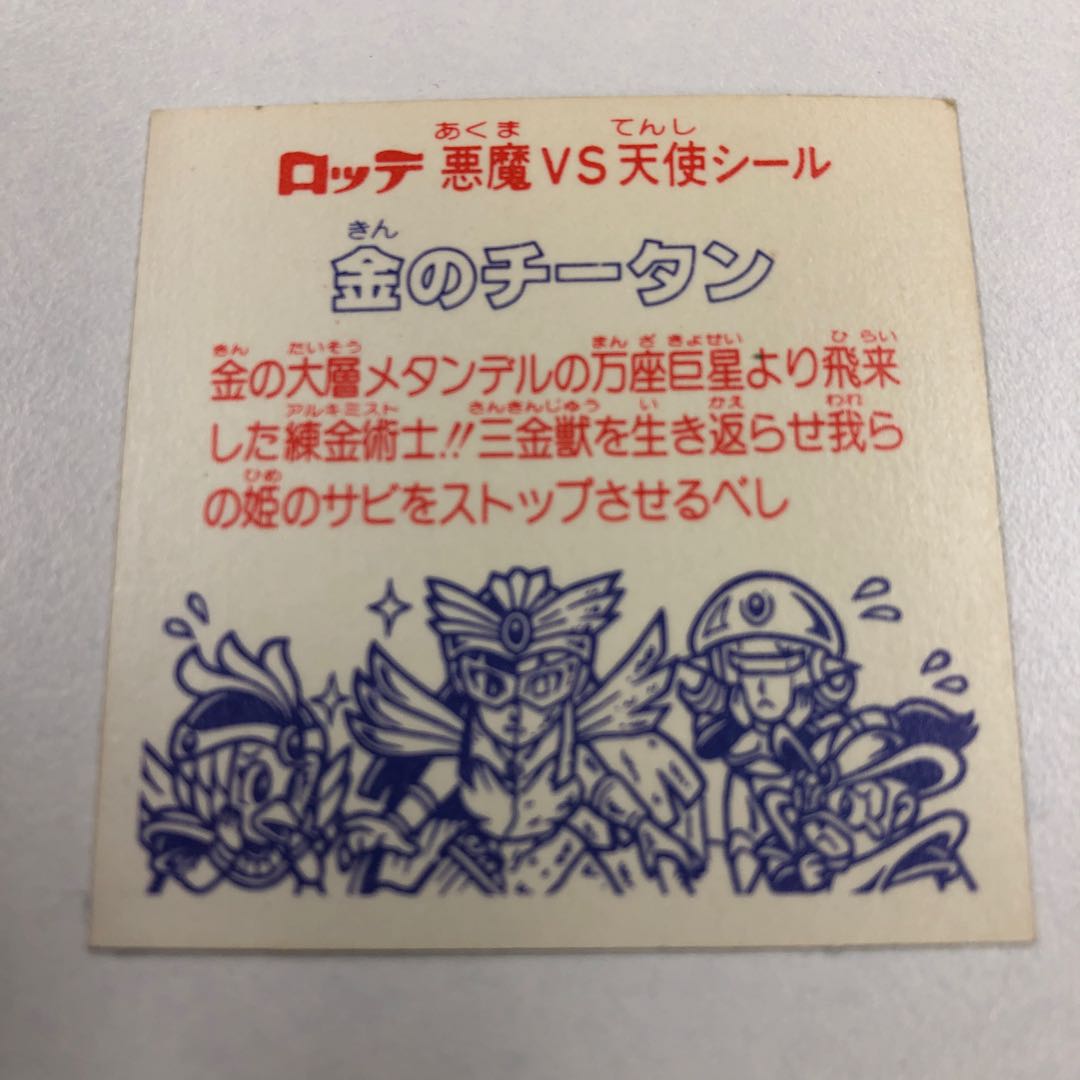 あくま てんし
ロッテ 悪魔VS天使シール
きん
金のチータン
きん たいそう まんざきょせい ひらい
金の大層メタンデルの万座巨星より飛来
アルキミスト さんきんじゅう い かえ われ
した練金術士!!三金獣を生き返らせ我ら
ひめ
の姫のサビをストップさせるべし